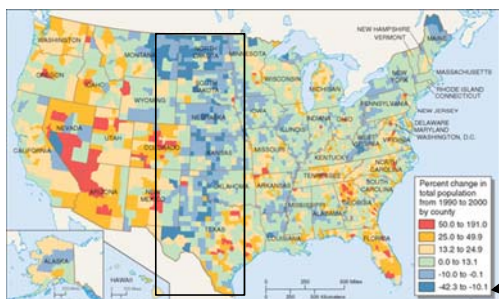 NEW HAMPSHIRE
VERMONT
WASHINGTON
MONTANA
NORTH
DAKOTA
MINNESOTA
MAINE
OREGON
IDAHO
WYOMING
SOUTH
DAKOTA
WISCONSIN
MICHIGAN
NEW
YORK
MASSACHUSETTS
RHODE ISLAND
CONNECTICUT
NEW JERSEY
NEBRASKA
IOWA
PENNSYLVANIA
NEVADA
UTAH
COLORADO
KANSAS
ILLINOIS
INDIANA
OHIO
DELAWARE
MARYLAND
WASHINGTON, D.C.
CALIFORNIA
MISSOURI
KENTUCKY
VIRGINIA
ARIZONA
NEW
MEXICO
OKLAHOMA
ARKANSAS
TENNESSEE
NORTH
CAROLINA
SOUTH
CAROLINA
TEXAS
LOUISIANA
MISSISSIPPI
ALABAMA
GEORGIA
FLORIDA
ALASKA
HAWAII
Percent change in
total population
from 1990 to 2000
by county
50.0 to 191.0
25.0 to 49.9
13.2 to 24.9
0.0 to 13.1
-10.0 to -0.1
-42.3 to -10.1